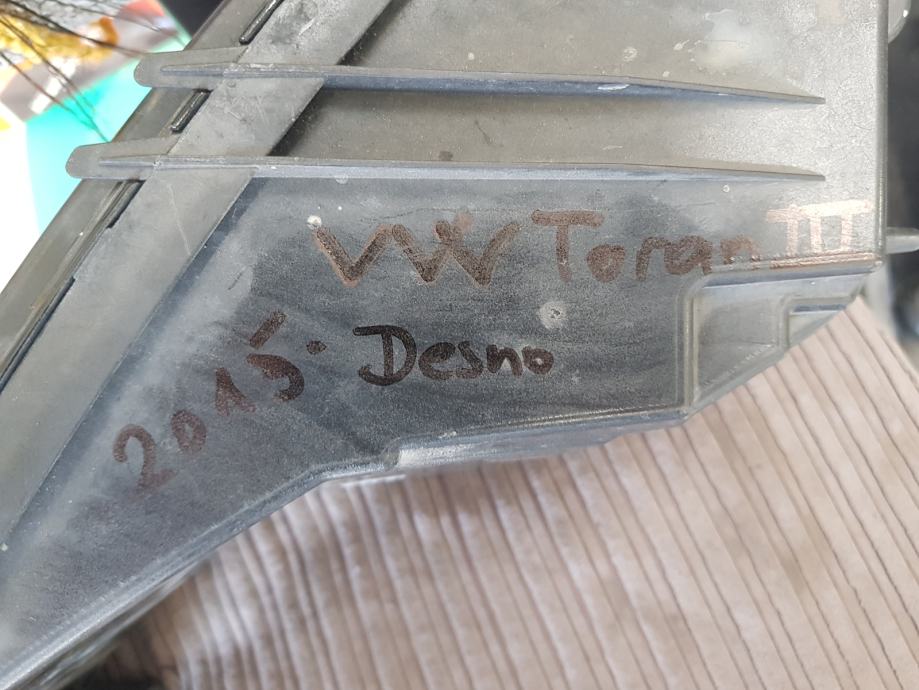 VW Toran III
2015. Desno